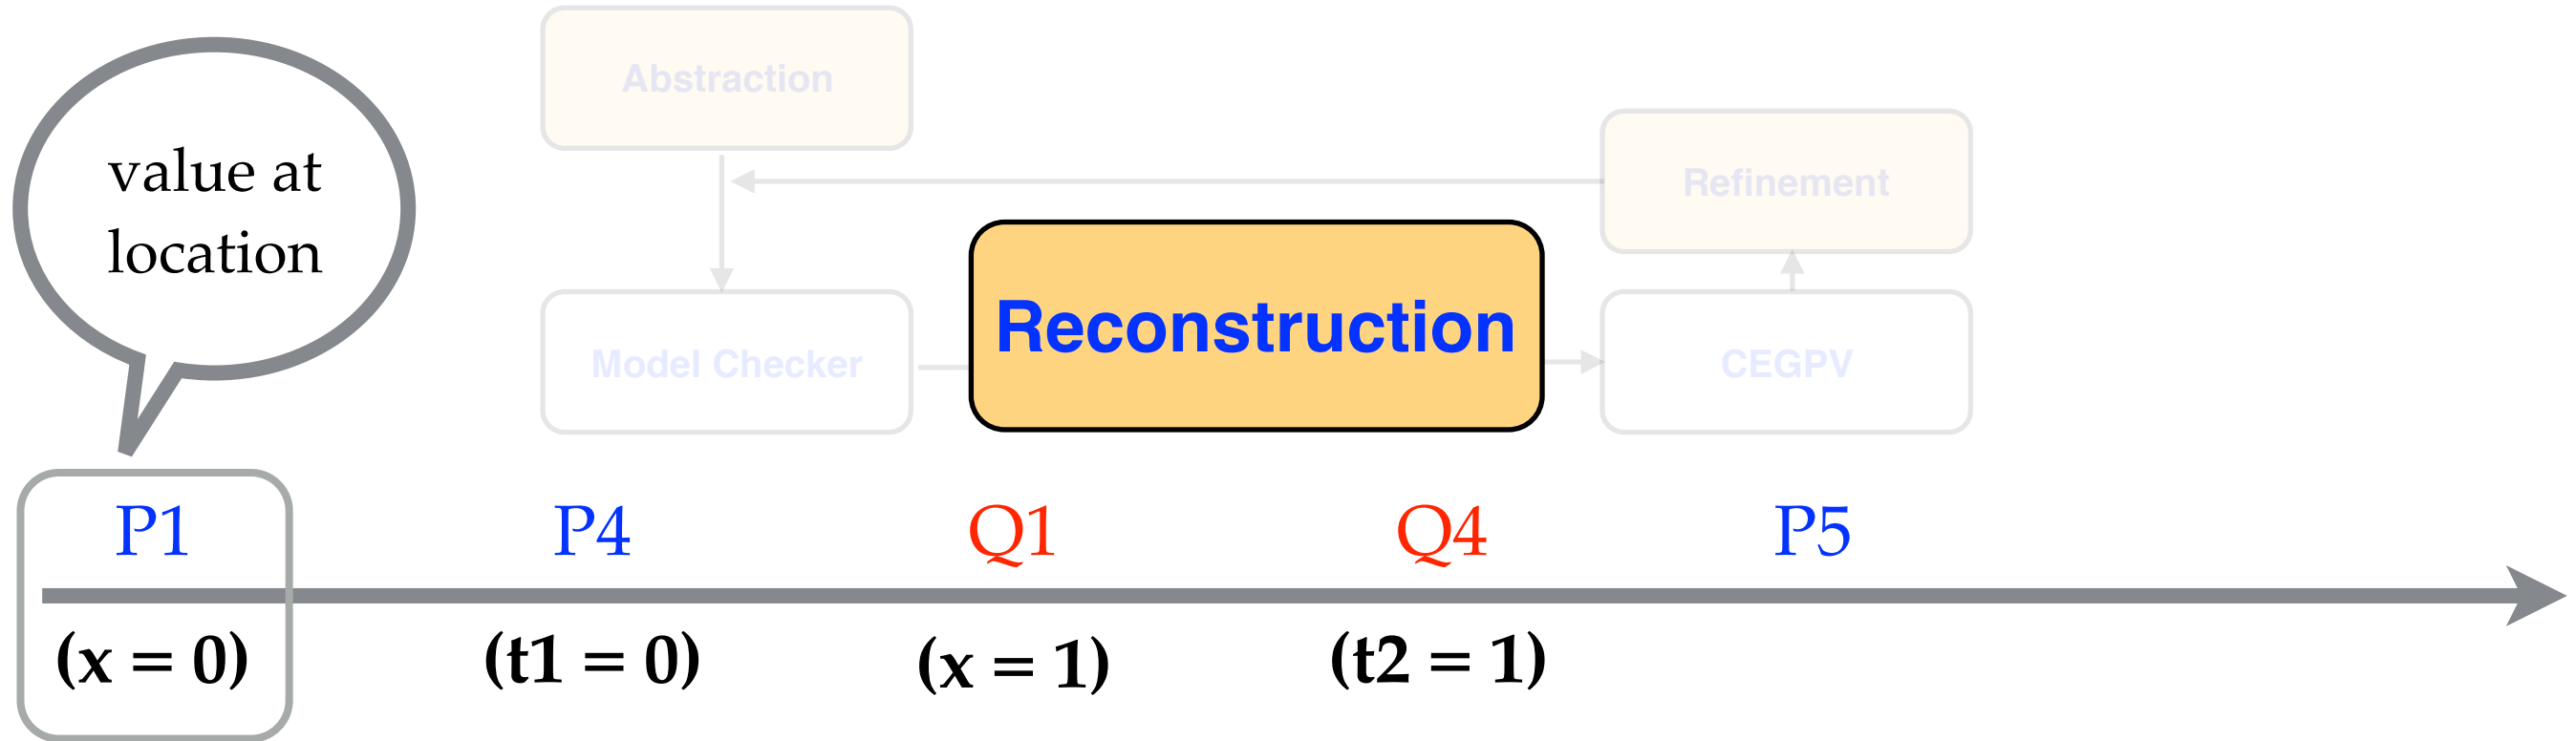 value at
location
Abstraction
Refinement
Reconstruction
Model Checker
CEGPV
P1 P4 Q1 Q4 P5
(x = 0) (t1 = 0) (x = 1) (t2 = 1)